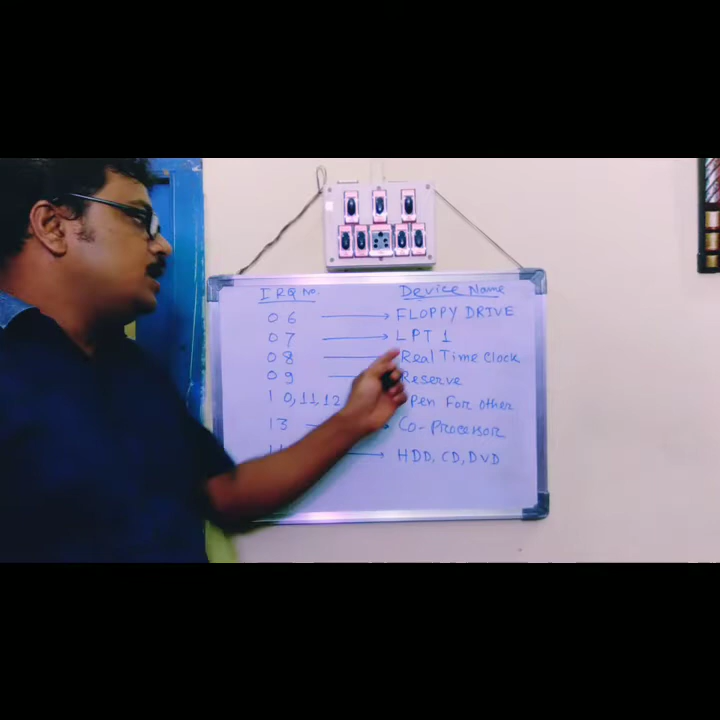 IRQ No. Device Name
06 → FLOPPY DRIVE
07 → LPT 1
08 Real Time Clock
09 Reserve
10,11,12 pen For other
13 → Co-Processor
→ HDD, CD, DVD